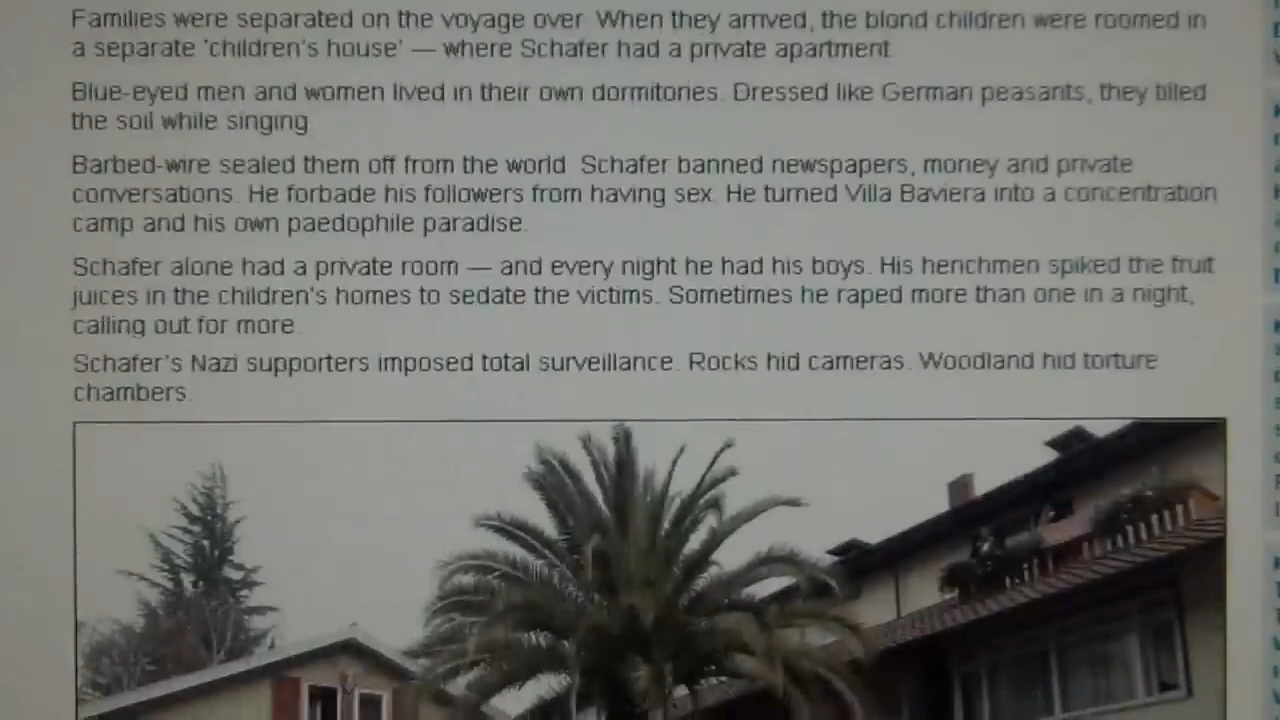 Families were separated on the voyage over. When they arrived, the blond children were roomed in
a separate 'children's house' — where Schafer had a private apartment.
Blue-eyed men and women lived in their own dormitories. Dressed like German peasants, they tilled
the soil while singing.
Barbed-wire sealed them off from the world. Schafer banned newspapers, money and private
conversations. He forbade his followers from having sex. He turned Villa Baviera into a concentration
camp and his own paedophile paradise.
Schafer alone had a private room — and every night he had his boys. His henchmen spiked the fruit
juices in the children's homes to sedate the victims. Sometimes he raped more than one in a night,
calling out for more.
Schafer's Nazi supporters imposed total surveillance. Rocks hid cameras. Woodland hid torture
chambers.